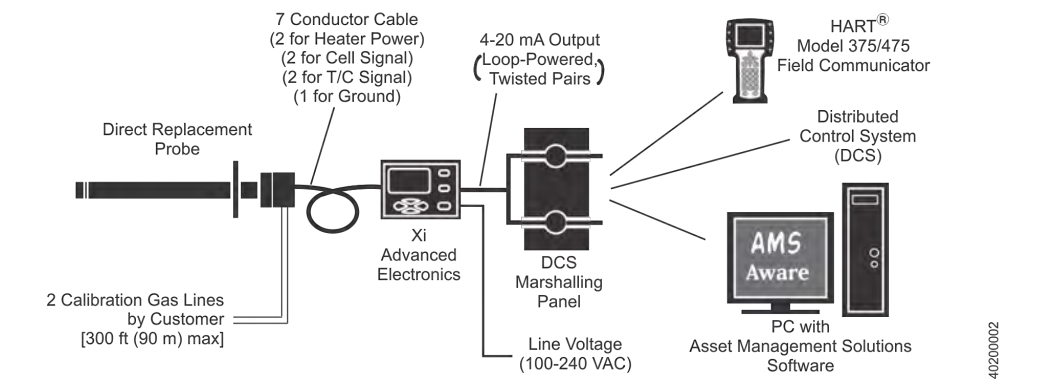 7 Conductor Cable
(2 for Heater Power)
(2 for Cell Signal)
(2 for T/C Signal)
(1 for Ground)
4-20 mA Output
(Loop-Powered,
Twisted Pairs)
HART®
Model 375/475
Field Communicator
Direct Replacement
Probe
Distributed
Control System
(DCS)
Xi
Advanced
Electronics
DCS
Marshalling
Panel
AMS
Aware
2 Calibration Gas Lines
by Customer
[300 ft (90 m) max]
Line Voltage
(100-240 VAC)
PC with
Asset Management Solutions
Software
40200002